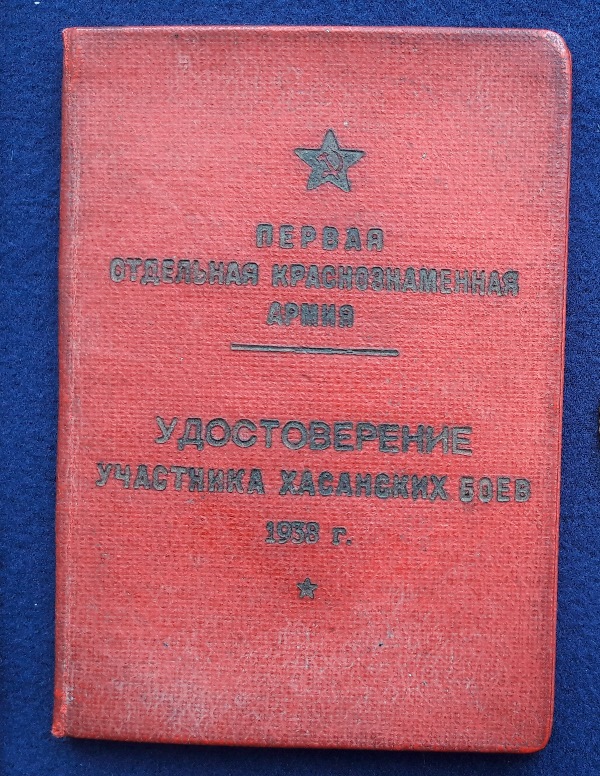 ПЕРВАЯ
ОТДЕЛЬНАЯ КРАСНОЗНАМЕННАЯ
АРМИЯ
УДОСТОВЕРЕНИЕ
УЧАСТНИКА ХАСАНСКИХ БОЕВ
1938 г.